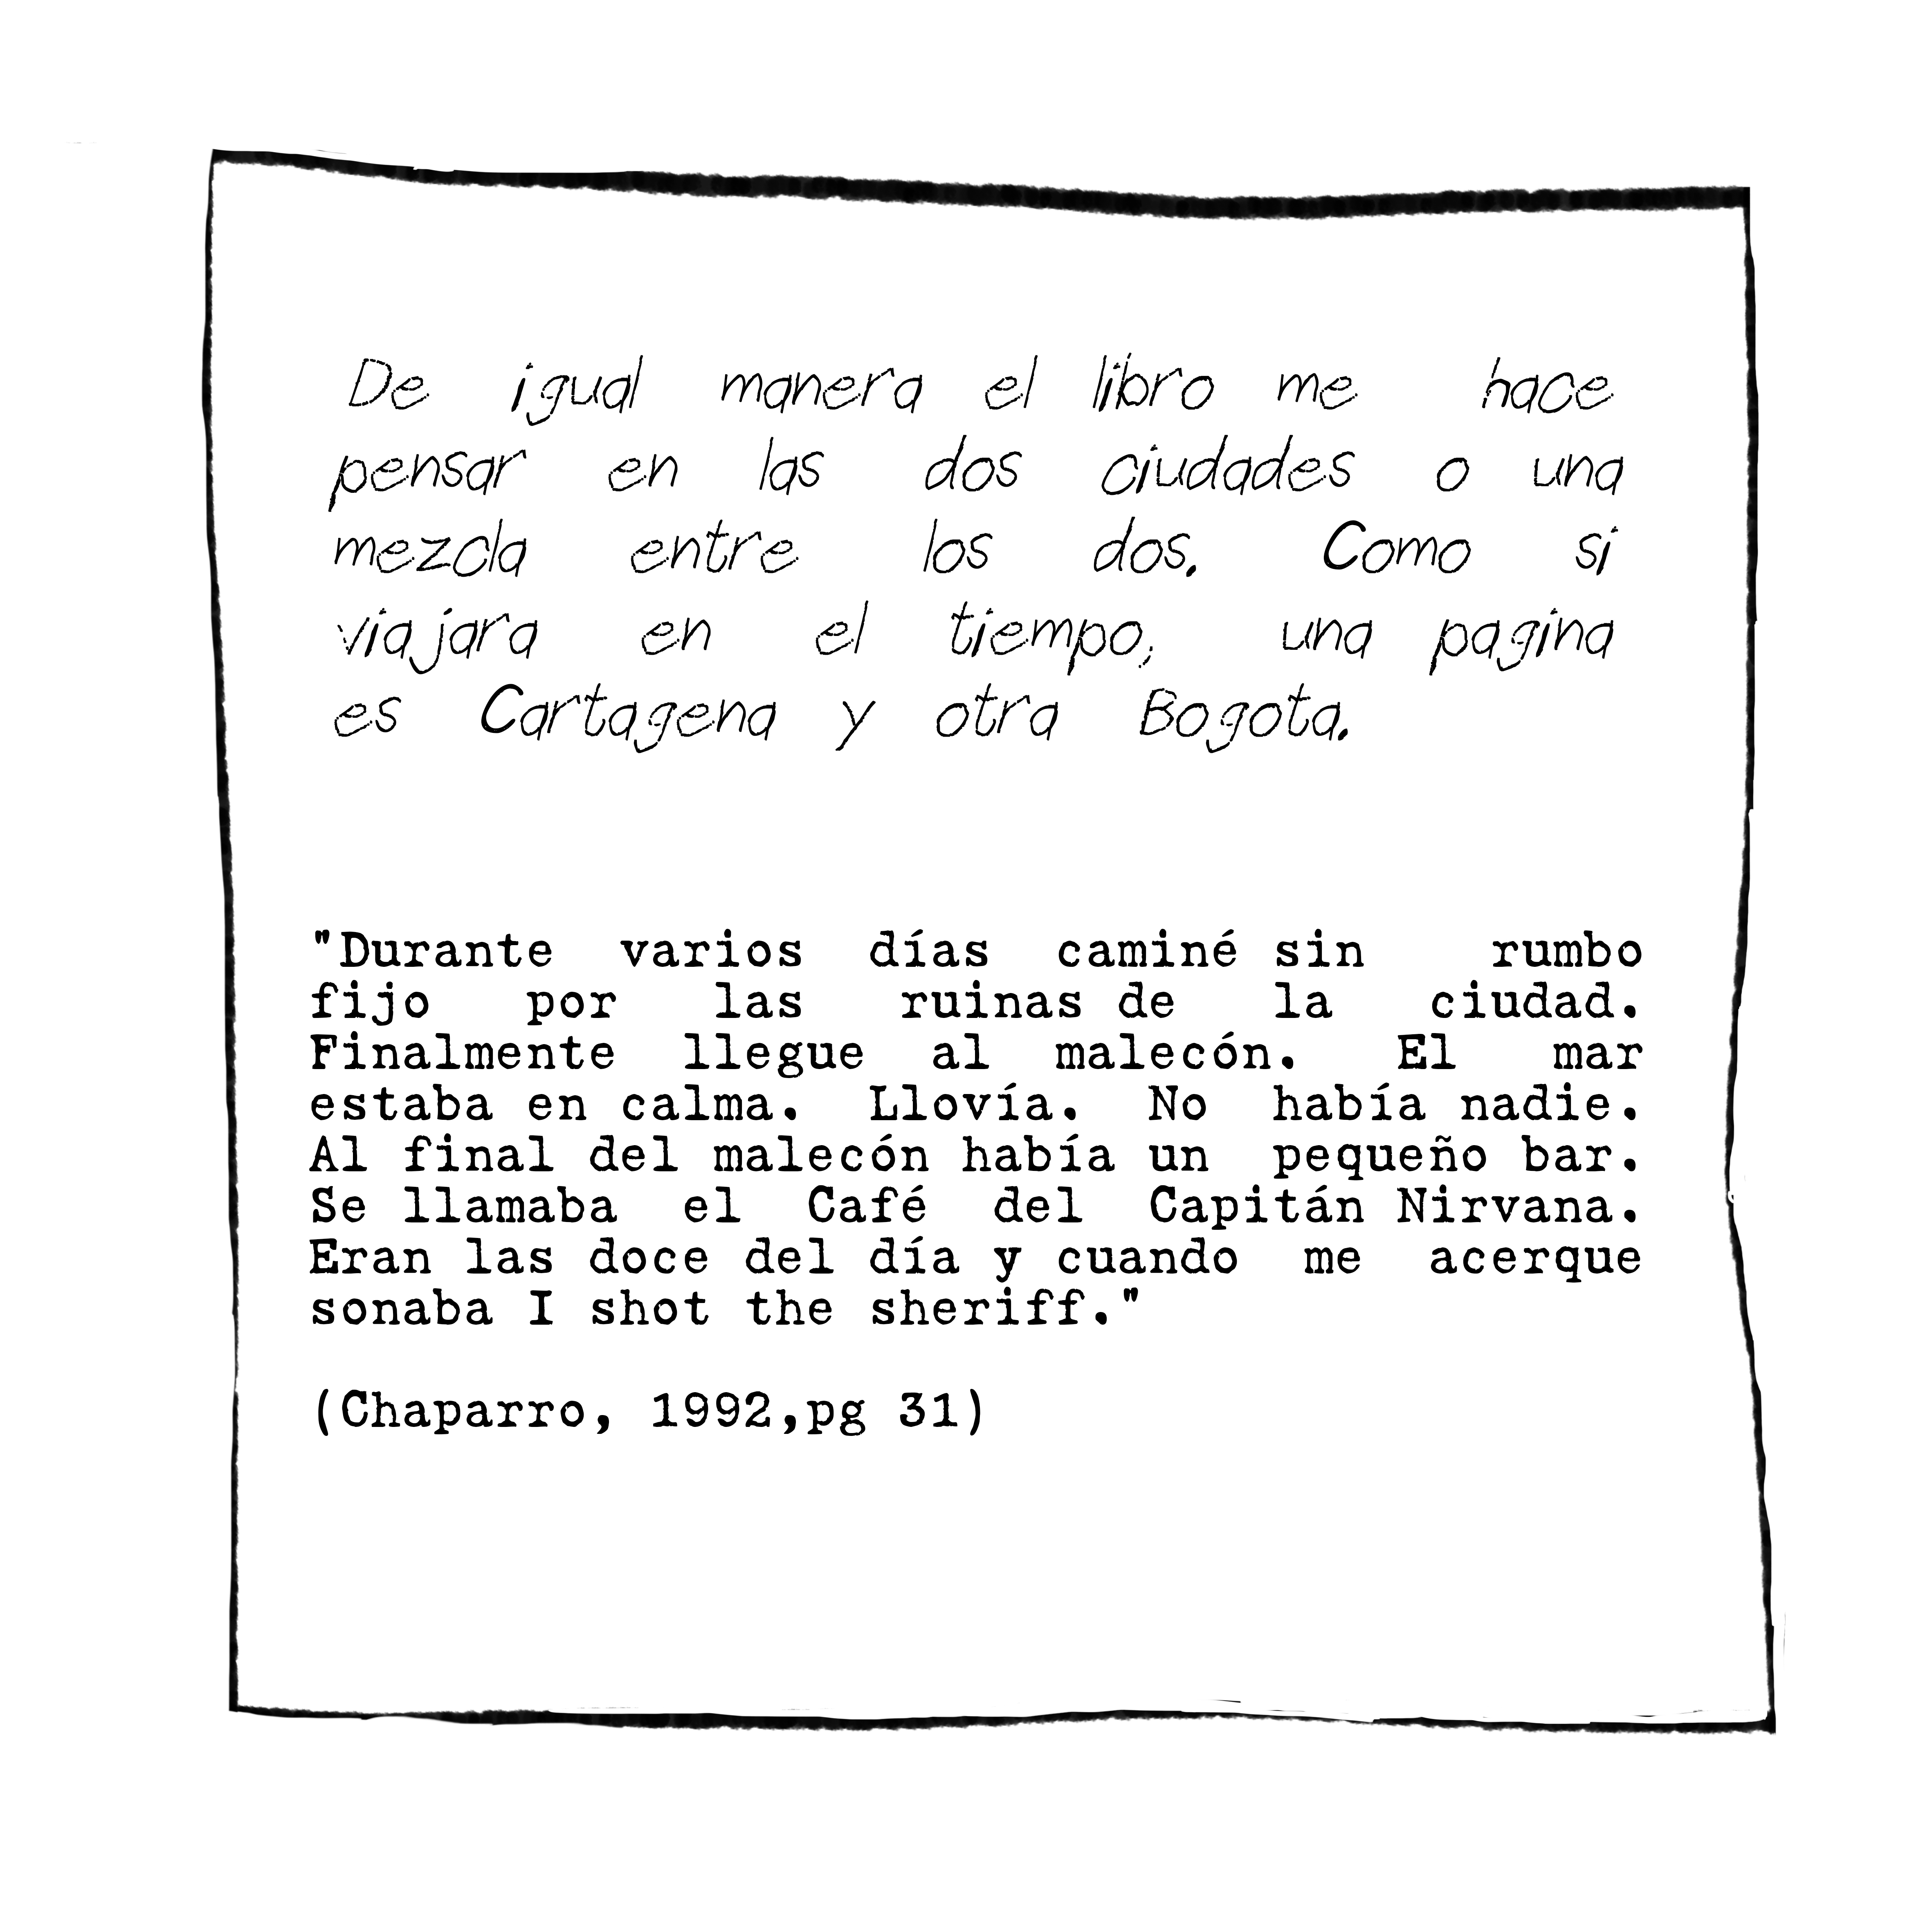 De igual manera el libro me hace
pensar en las dos ciudades o una
mezcla entre los dos. Como si
viajara en el tiempo, una pagina
es Cartagena y otra Bogota.
"Durante varios días caminé sin rumbo
fijo por las ruinas de la ciudad.
Finalmente llegue al malecón. El mar
estaba en calma. Llovía. No había nadie.
Al final del malecón había un pequeño bar.
Se llamaba el Café del Capitán Nirvana.
Eran las doce del día y cuando me acerque
sonaba I shot the sheriff."
(Chaparro, 1992,pg 31)